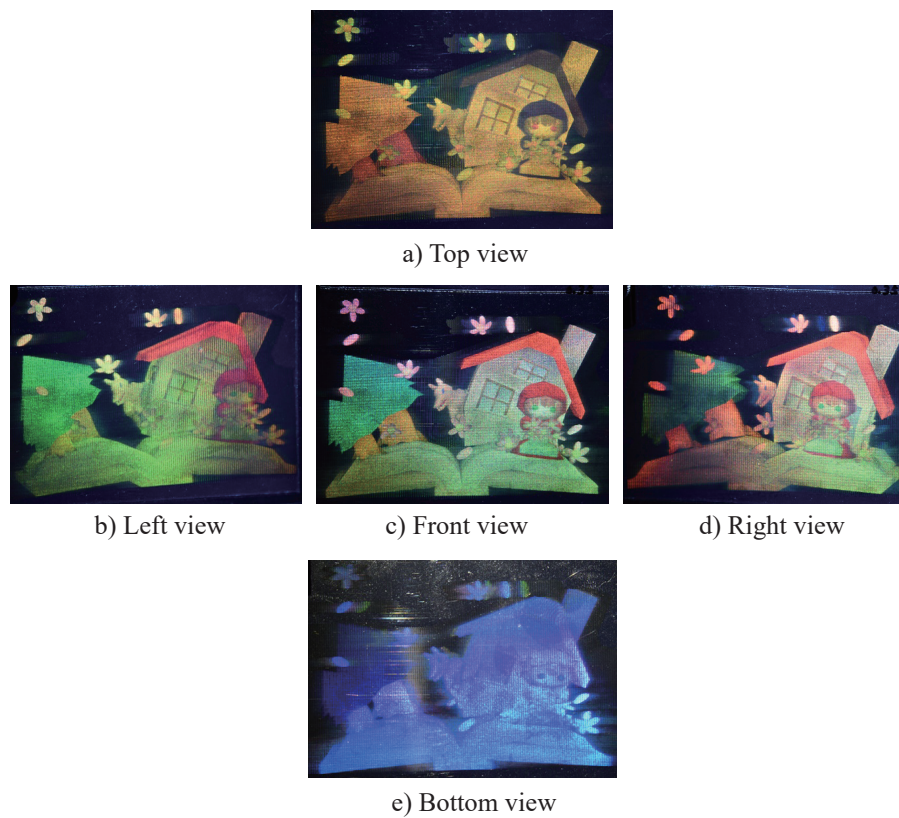 a) Top view
b) Left view
c) Front view
d) Right view
e) Bottom view